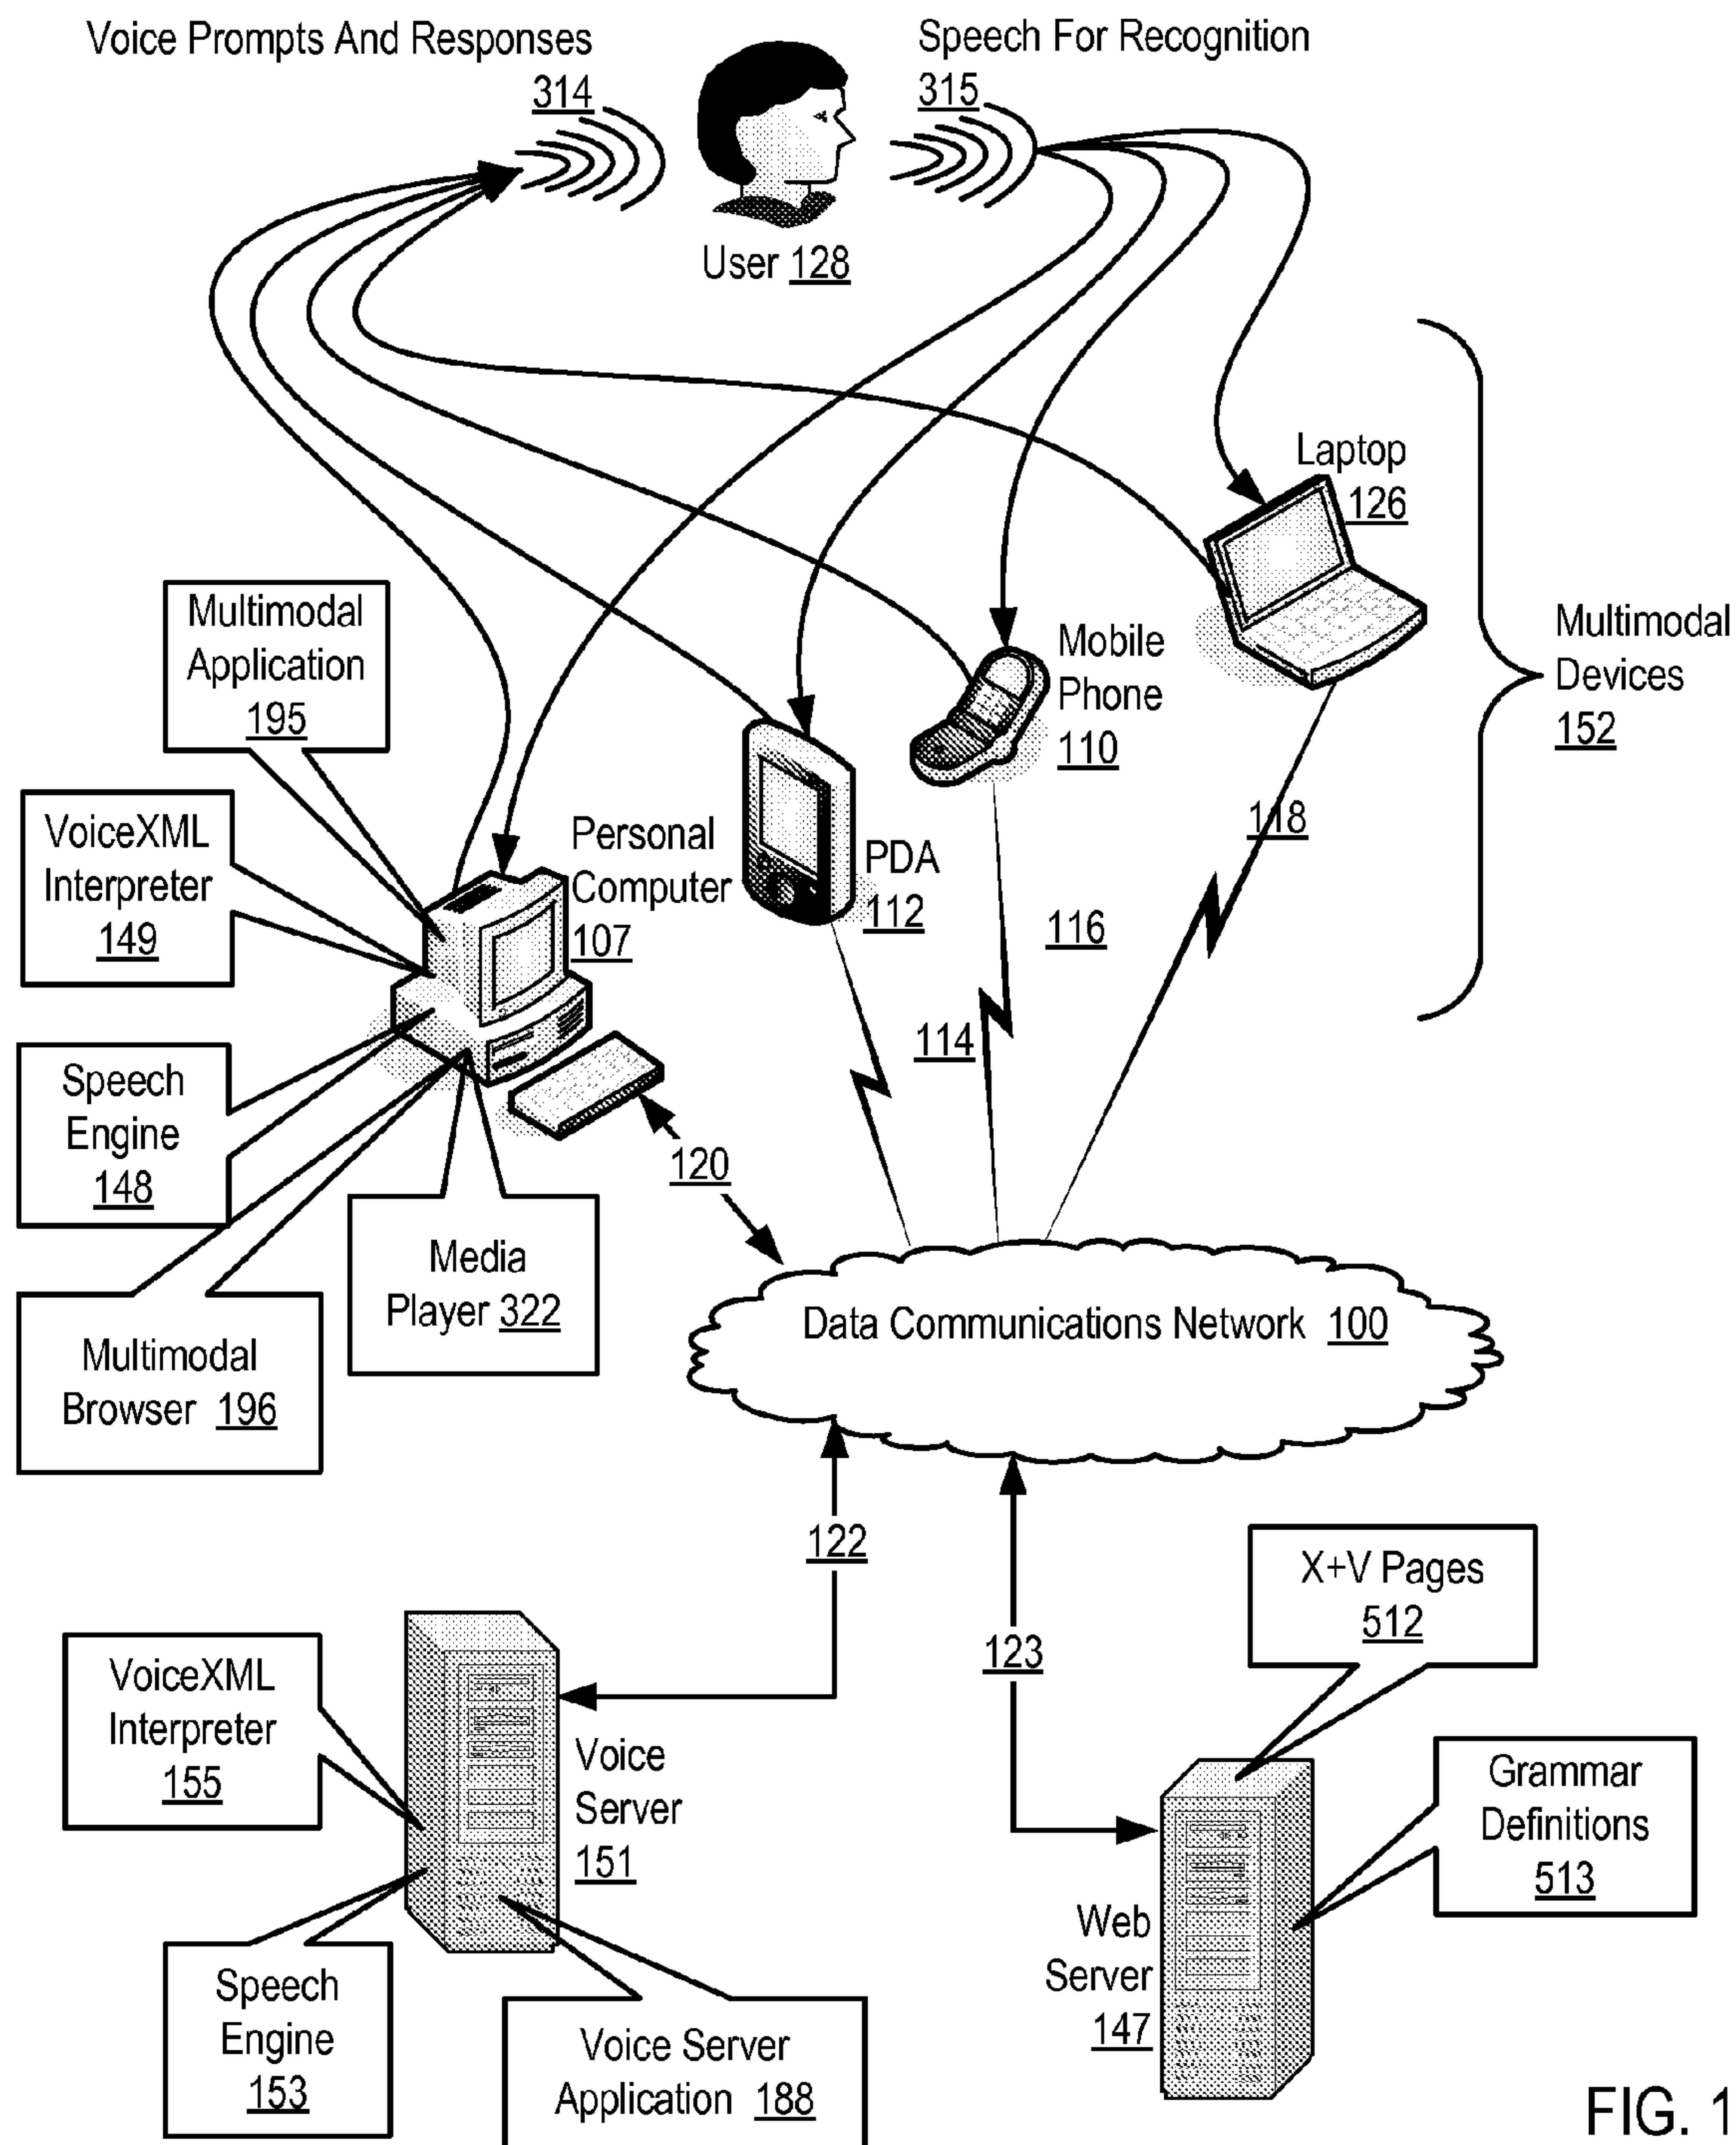 Voice Prompts And Responses
314
Speech For Recognition
315
User 128
Laptop
126
Multimodal
Application
195
Mobile
Phone
110
Multimodal
Devices
152
VoiceXML
Interpreter
149
Personal
Computer
107
PDA
112
118
116
114
Speech
Engine
148
120
Media
Player 322
Multimodal
Browser 196
Data Communications Network 100
122
123
X+V Pages
512
VoiceXML
Interpreter
155
Voice
Server
151
Grammar
Definitions
513
Web
Server
147
Speech
Engine
153
Voice Server
Application 188
FIG. 1